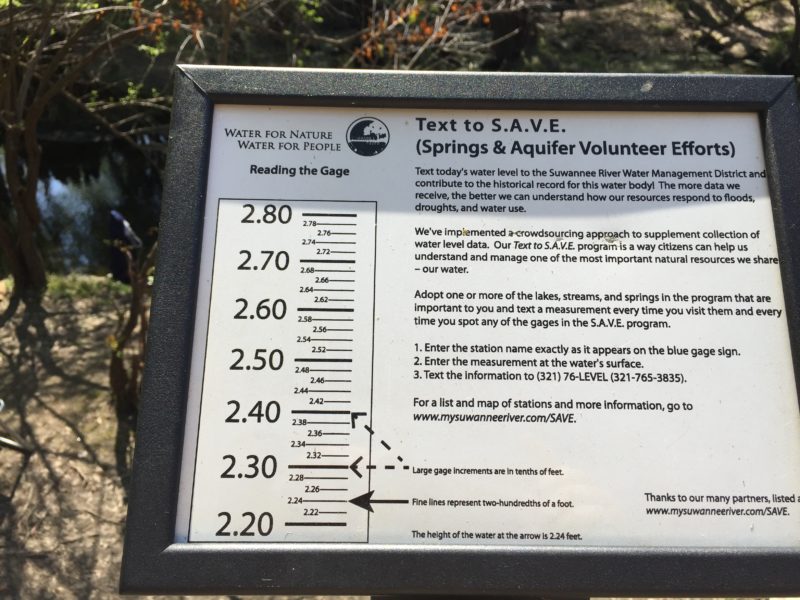 WATER FOR NATURE
WATER FOR PEOPLE
Reading the Gage
2.80
2.78
2.76
2.74
2.72
2.70
2.68
2.66
2.64
2.62
2.60
2.58
2.56
2.54
2.52
2.50
2.48
2.46
2.44
2.42
2.40
2.38
2.36
2.34
2.32
2.30
2.28
2.26
2.24
2.22
2.20
Text to S.A.V.E.
(Springs & Aquifer Volunteer Efforts)
Text today's water level to the Suwannee River Water Management District and
contribute to the historical record for this water body! The more data we
receive, the better we can understand how our resources respond to floods,
droughts, and water use.
We've implemented a crowdsourcing approach to supplement collection of
water level data. Our Text to S.A.V.E. program is a way citizens can help us
understand and manage one of the most important natural resources we share
– our water.
Adopt one or more of the lakes, streams, and springs in the program that are
important to you and text a measurement every time you visit them and every
time you spot any of the gages in the S.A.V.E. program.
1. Enter the station name exactly as it appears on the blue gage sign.
2. Enter the measurement at the water's surface.
3. Text the information to (321) 76-LEVEL (321-765-3835).
For a list and map of stations and more information, go to
www.mysuwanneeriver.com/SAVE.
Large gage increments are in tenths of feet.
Fine lines represent two-hundredths of a foot.
The height of the water at the arrow is 2.24 feet.
Thanks to our many partners, listed a
www.mysuwanneeriver.com/SAVE.